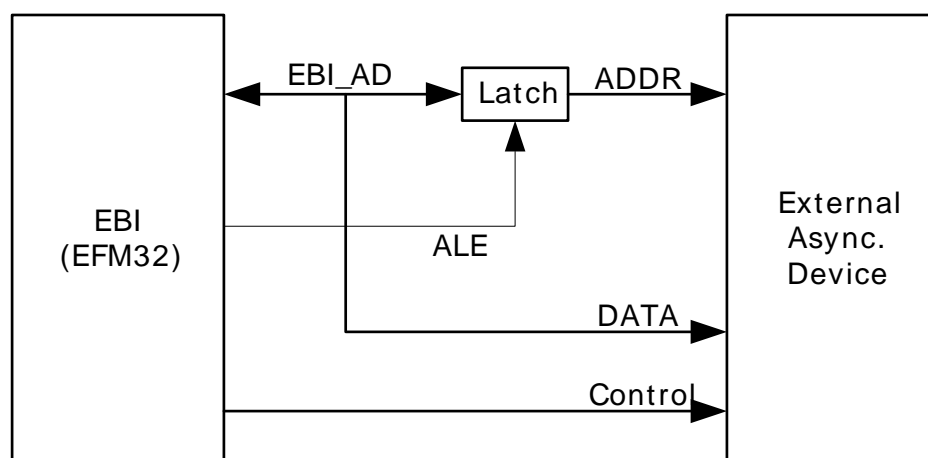 EBI_AD
Latch
ADDR
EBI
(EFM32)
ALE
External
Async.
Device
DATA
Control